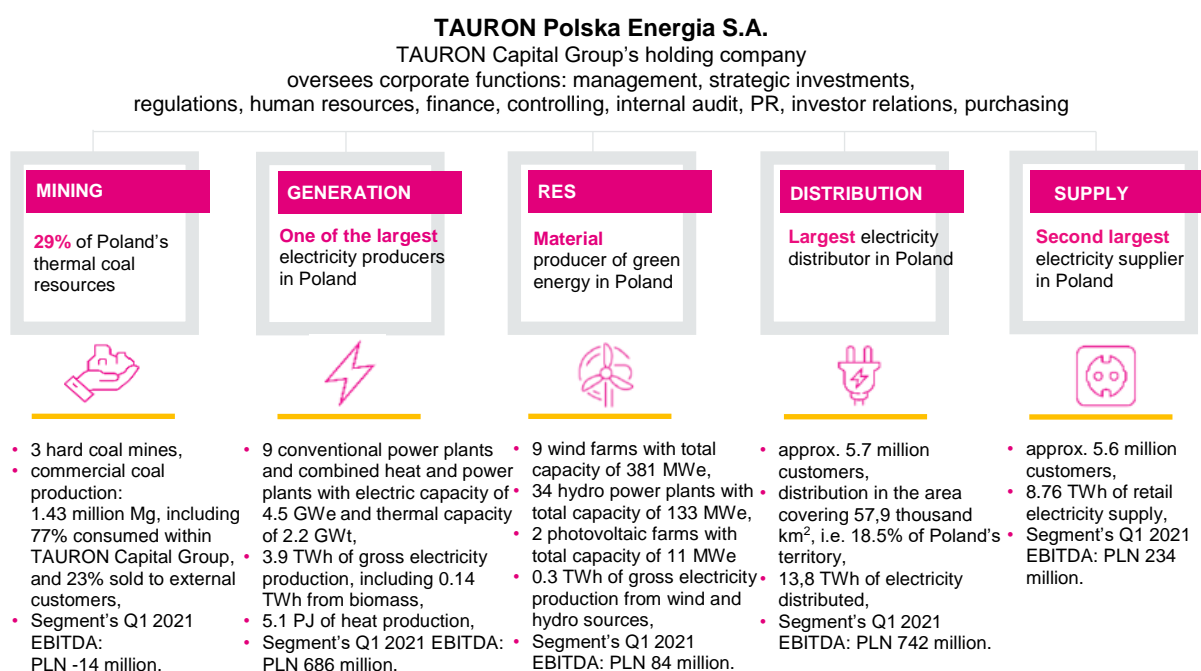 TAURON Polska Energia S.A.
TAURON Capital Group's holding company
oversees corporate functions: management, strategic investments,
regulations, human resources, finance, controlling, internal audit, PR, investor relations, purchasing
MINING
29% of Poland's
thermal coal
resources
GENERATION
One of the largest
electricity producers
in Poland
RES
Material
producer of green
energy in Poland
DISTRIBUTION
Largest electricity
distributor in Poland
SUPPLY
Second largest
electricity supplier
in Poland
• 3 hard coal mines,
• commercial coal
production:
1.43 million Mg, including
77% consumed within
TAURON Capital Group,
and 23% sold to external
customers,
• Segment's Q1 2021
EBITDA:
PLN -14 million.
• 9 conventional power plants
and combined heat and power
plants with electric capacity of
4.5 GWe and thermal capacity
of 2.2 GWt,
• 3.9 TWh of gross electricity
production, including 0.14
TWh from biomass,
• 5.1 PJ of heat production,
• Segment's Q1 2021 EBITDA:
PLN 686 million.
• 9 wind farms with total
capacity of 381 MWe,
• 34 hydro power plants with
total capacity of 133 MWe,
• 2 photovoltaic farms with
total capacity of 11 MWe
• 0.3 TWh of gross electricity
production from wind and
hydro sources,
• Segment's Q1 2021
EBITDA: PLN 84 million.
• approx. 5.7 million
customers,
• distribution in the area
covering 57,9 thousand
km², i.e. 18.5% of Poland's
territory,
• 13,8 TWh of electricity
distributed,
• Segment's Q1 2021
EBITDA: PLN 742 million.
• approx. 5.6 million
customers,
• 8.76 TWh of retail
electricity supply,
• Segment's Q1 2021
EBITDA: PLN 234
million.